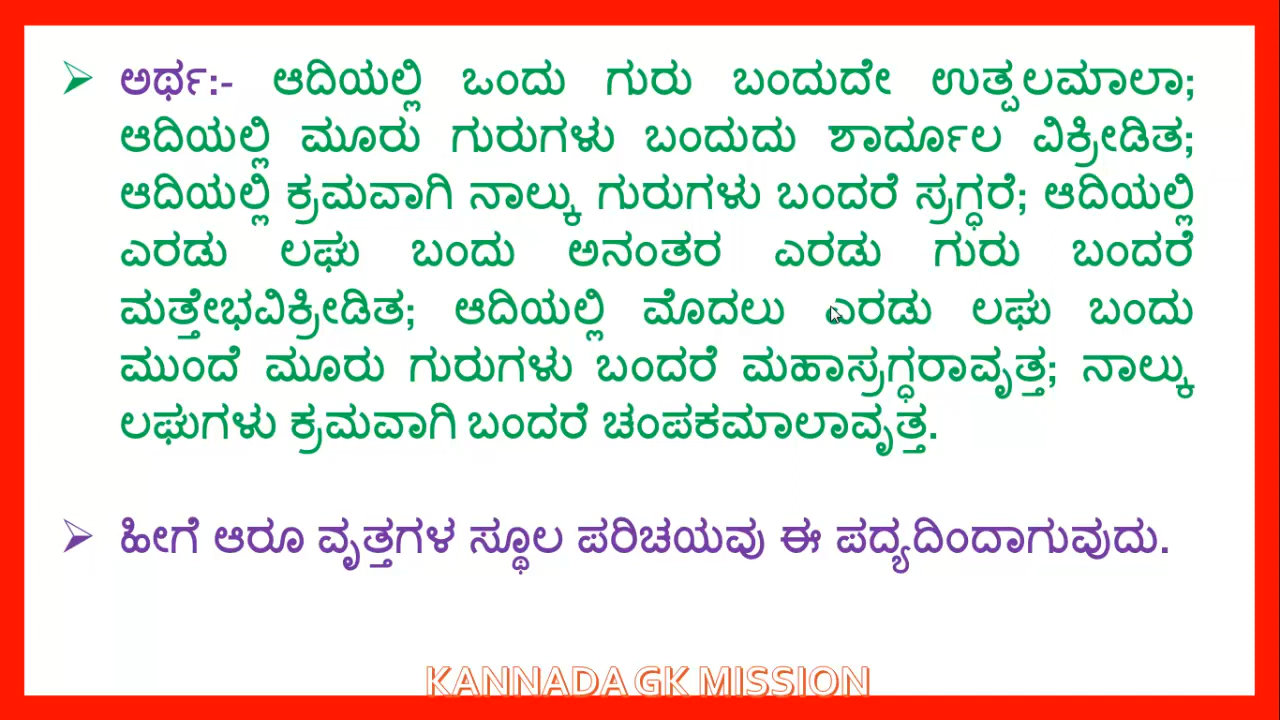 ➢ ಅರ್ಥ:- ಆದಿಯಲ್ಲಿ ಒಂದು ಗುರು ಬಂದುದೇ ಉತ್ಪಲಮಾಲಾ;
ಆದಿಯಲ್ಲಿ ಮೂರು ಗುರುಗಳು ಬಂದುದು ಶಾರ್ದೂಲ ವಿಕ್ರೀಡಿತ;
ಆದಿಯಲ್ಲಿ ಕ್ರಮವಾಗಿ ನಾಲ್ಕು ಗುರುಗಳು ಬಂದರೆ ಸ್ರಗ್ಧರೆ; ಆದಿಯಲ್ಲಿ
ಎರಡು ಲಘು ಬಂದು ಅನಂತರ ಎರಡು ಗುರು ಬಂದರೆ
ಮತ್ತೇಭವಿಕ್ರೀಡಿತ; ಆದಿಯಲ್ಲಿ ಮೊದಲು ಎರಡು ಲಘು ಬಂದು
ಮುಂದೆ ಮೂರು ಗುರುಗಳು ಬಂದರೆ ಮಹಾಸ್ರಗ್ಧರಾವೃತ್ತ; ನಾಲ್ಕು
ಲಘುಗಳು ಕ್ರಮವಾಗಿ ಬಂದರೆ ಚಂಪಕಮಾಲಾವೃತ್ತ.
➢ ಹೀಗೆ ಆರೂ ವೃತ್ತಗಳ ಸ್ಥೂಲ ಪರಿಚಯವು ಈ ಪದ್ಯದಿಂದಾಗುವುದು.
KANNADA GK MISSION